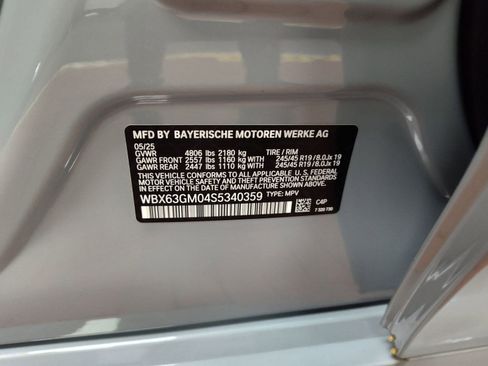 MFD BY BAYERISCHE MOTOREN WERKE AG
05/25
GVWR 4806 lbs 2180 kg TIRE / RIM
GAWR FRONT 2557 lbs 1160 kg WITH 245/45 R19 / 8.0Jx 19
GAWR REAR 2447 lbs 1110 kg WITH 245/45 R19 / 8.0Jx 19
THIS VEHICLE CONFORMS TO ALL APPLICABLE U. S. FEDERAL
MOTOR VEHICLE SAFETY, BUMPER, AND THEFT PREVENTION
STANDARDS IN EFFECT ON THE DATE OF MANUFACTURE SHOWN ABOVE.
WBX63GM04S5340359 TYPE: MPV
C4P